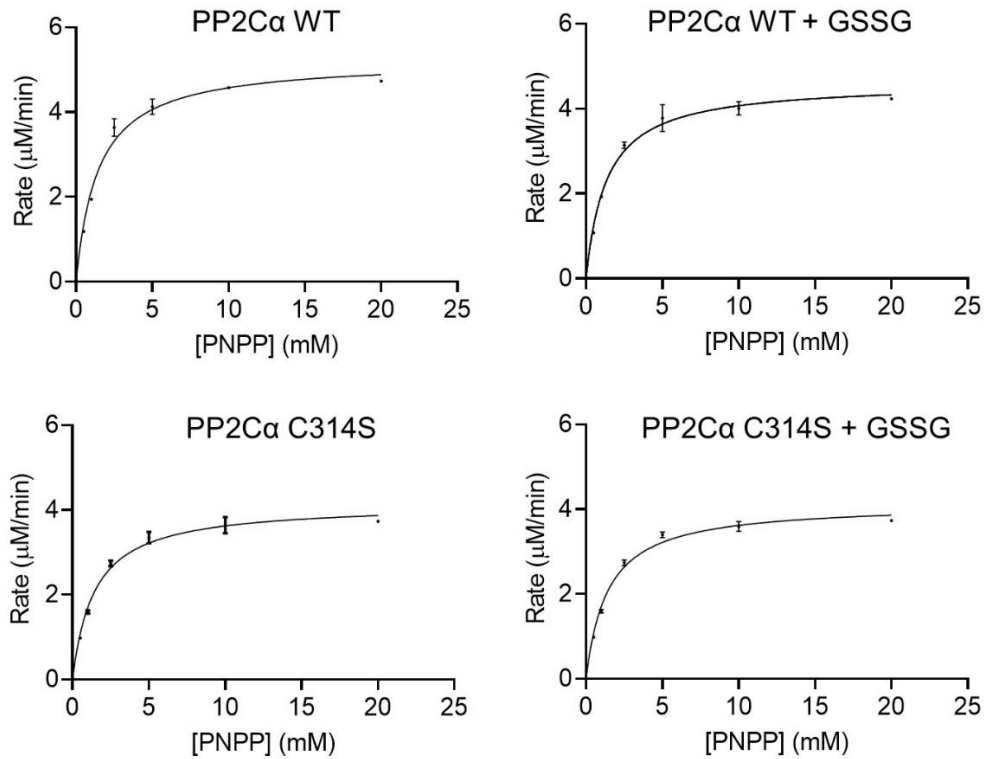 PP2Cα WT
6
4
2
0
Rate (μM/min)
0 5 10 15 20 25
[PNPP] (mM)
PP2Cα WT + GSSG
6
4
2
0
Rate (μM/min)
0 5 10 15 20 25
[PNPP] (mM)
PP2Cα C314S
6
4
2
0
Rate (μM/min)
0 5 10 15 20 25
[PNPP] (mM)
PP2Cα C314S + GSSG
6
4
2
0
Rate (μM/min)
0 5 10 15 20 25
[PNPP] (mM)